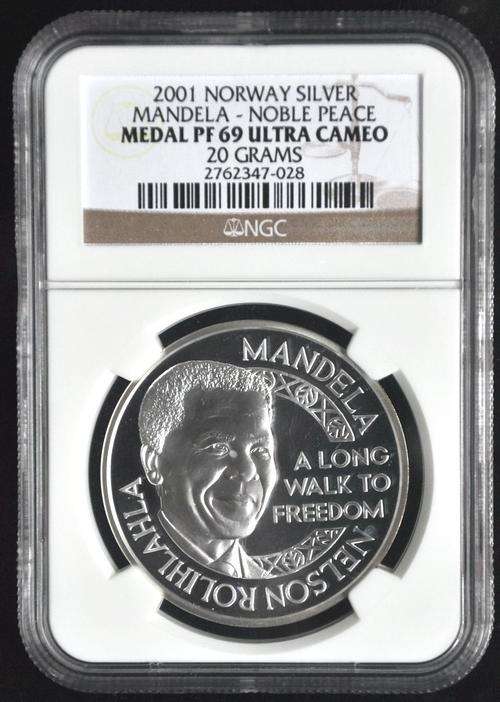 2001 NORWAY SILVER
MANDELA - NOBLE PEACE
MEDAL PF 69 ULTRA CAMEO
20 GRAMS
2762347-028
NGC
MANDELA
A LONG
WALK TO
FREEDOM
NELSON ROLIHLAHLA